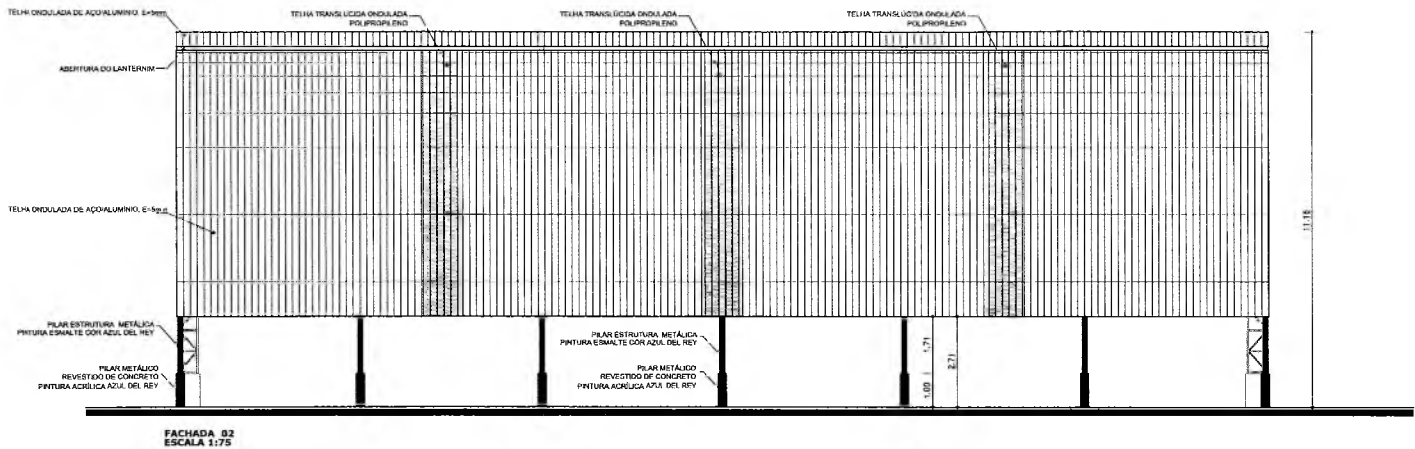 TELHA ONDULADA DE AÇO/ALUMÍNIO, E=5mm
TELHA TRANSLÚCIDA ONDULADA
POLIPROPILENO
TELHA TRANSLÚCIDA ONDULADA
POLIPROPILENO
TELHA TRANSLÚCIDA ONDULADA
POLIPROPILENO
ABERTURA DO LANTERNIM
TELHA ONDULADA DE AÇO/ALUMÍNIO, E=5mm
11,16
PILAR ESTRUTURA METÁLICA
PINTURA ESMALTE COR AZUL DEL REY
PILAR METÁLICO
REVESTIDO DE CONCRETO
PINTURA ACRÍLICA AZUL DEL REY
PILAR ESTRUTURA METÁLICA
PINTURA ESMALTE COR AZUL DEL REY
PILAR METÁLICO
REVESTIDO DE CONCRETO
PINTURA ACRÍLICA AZUL DEL REY
1,71
1,00
2,71
FACHADA 02
ESCALA 1:75